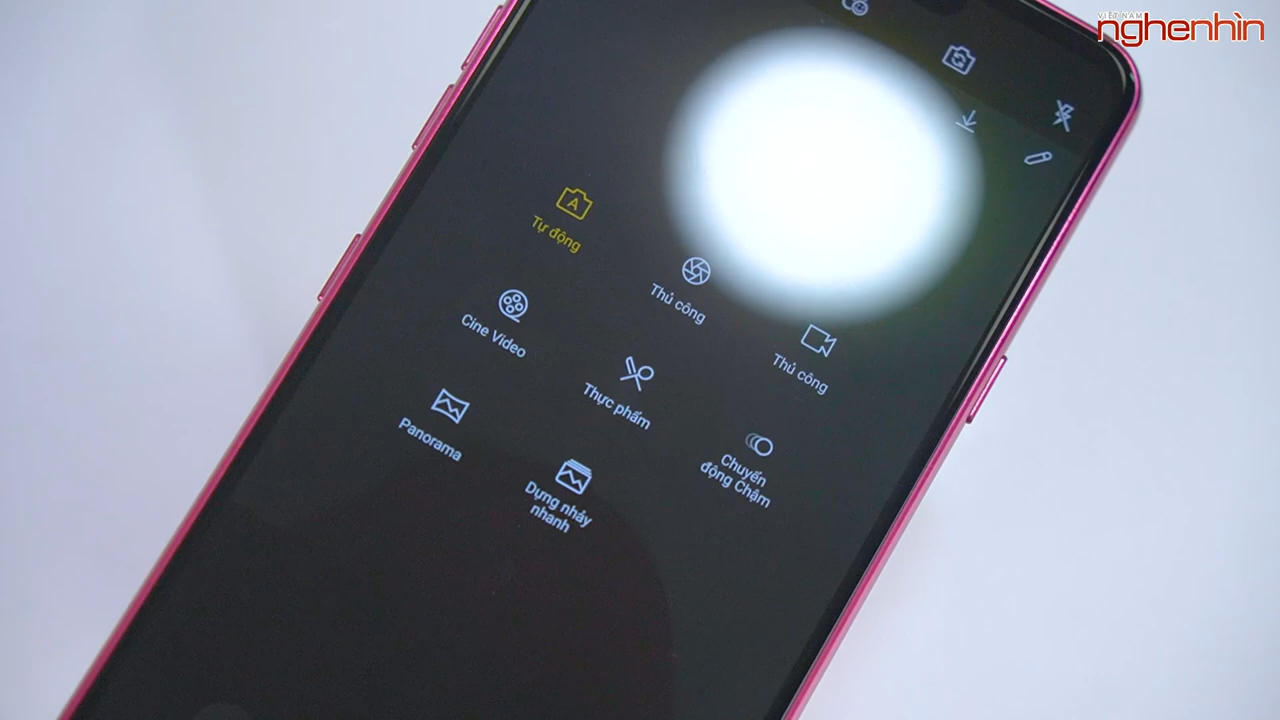 VIỆT NAM
nghenhìn
Tự động
Thủ công
Thủ công
Cine Video
Thực phẩm
Chuyển
động Chậm
Panorama
Dựng nhảy
nhanh